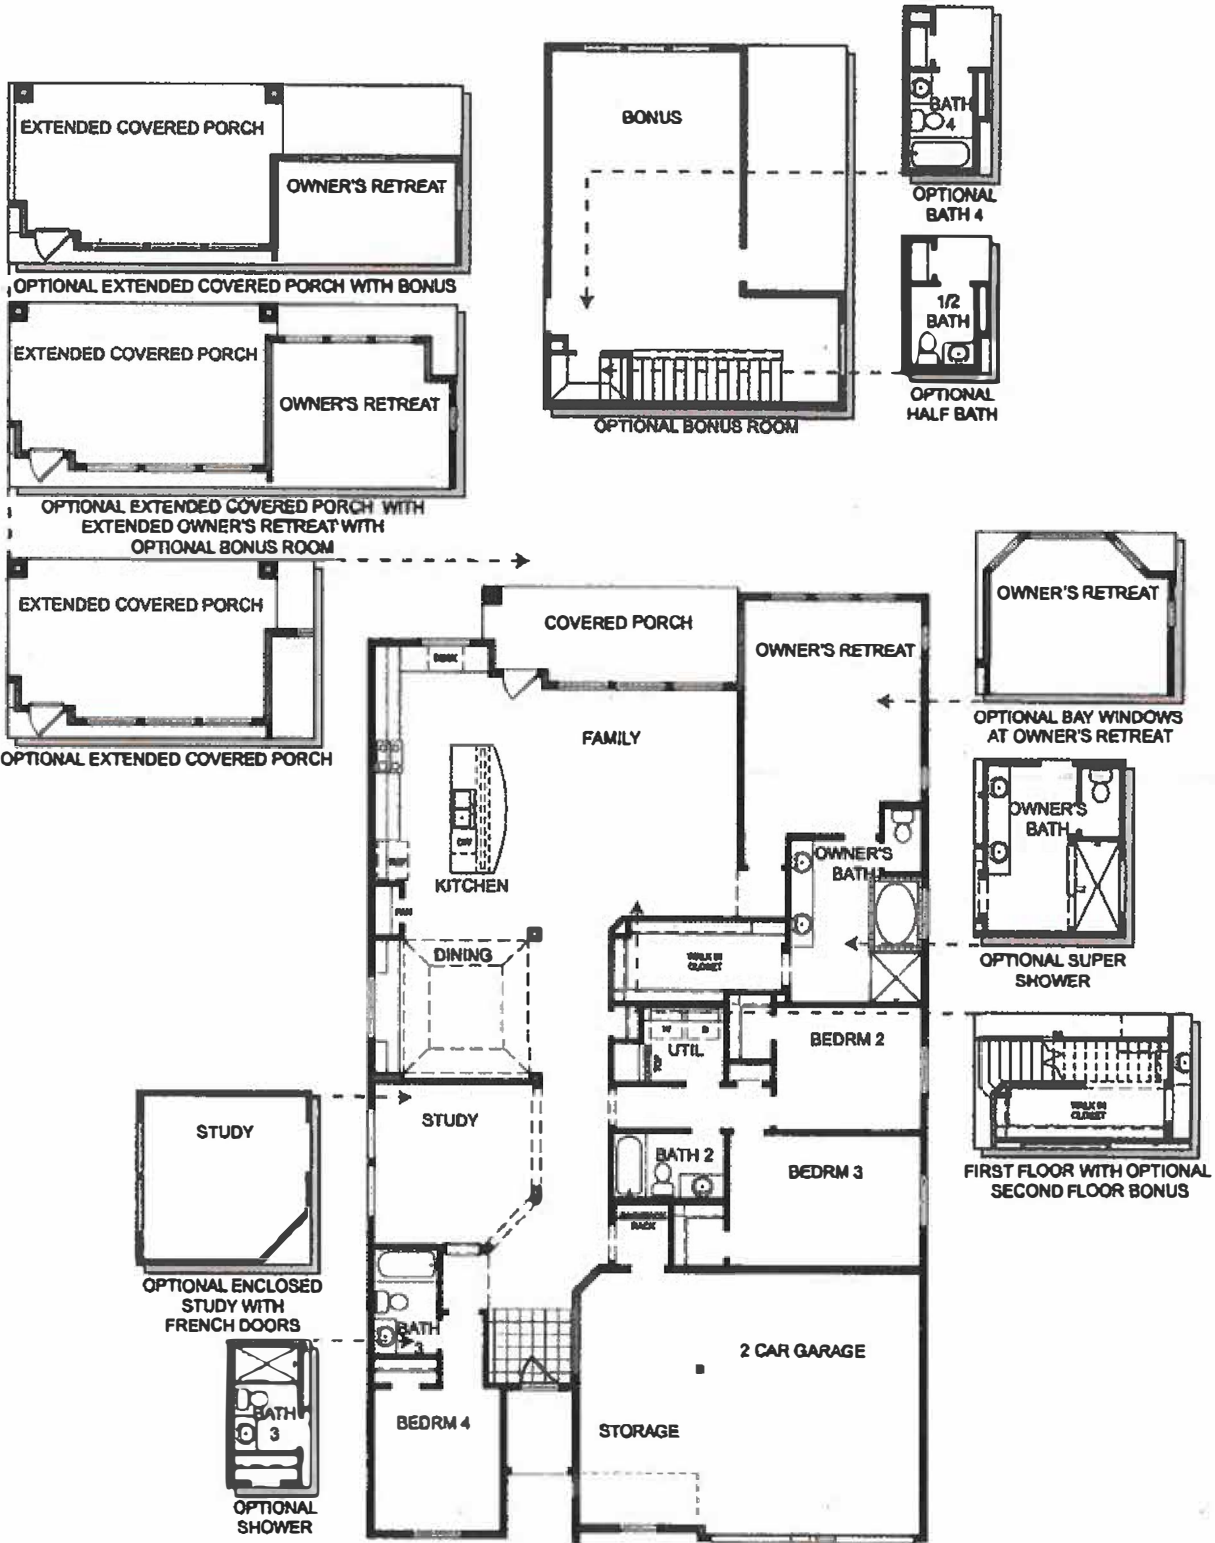 EXTENDED COVERED PORCH
OWNER'S RETREAT
OPTIONAL EXTENDED COVERED PORCH WITH BONUS
EXTENDED COVERED PORCH
OWNER'S RETREAT
OPTIONAL EXTENDED COVERED PORCH WITH
EXTENDED OWNER'S RETREAT WITH
OPTIONAL BONUS ROOM
EXTENDED COVERED PORCH
OPTIONAL EXTENDED COVERED PORCH
BONUS
OPTIONAL BONUS ROOM
BATH
4
OPTIONAL
BATH 4
1/2
BATH
OPTIONAL
HALF BATH
COVERED PORCH
OWNER'S RETREAT
FAMILY
KITCHEN
PAN
DINING
OWNER'S
BATH
WALK IN
CLOSET
W
D
UTIL
TOP
BEDRM 2
STUDY
BATH 2
BEDRM 3
RACK
BATH
3
BEDRM 4
2 CAR GARAGE
STORAGE
OWNER'S RETREAT
OPTIONAL BAY WINDOWS
AT OWNER'S RETREAT
OWNER'S
BATH
OPTIONAL SUPER
SHOWER
WALK IN
CLOSET
FIRST FLOOR WITH OPTIONAL
SECOND FLOOR BONUS
STUDY
OPTIONAL ENCLOSED
STUDY WITH
FRENCH DOORS
BATH
3
OPTIONAL
SHOWER